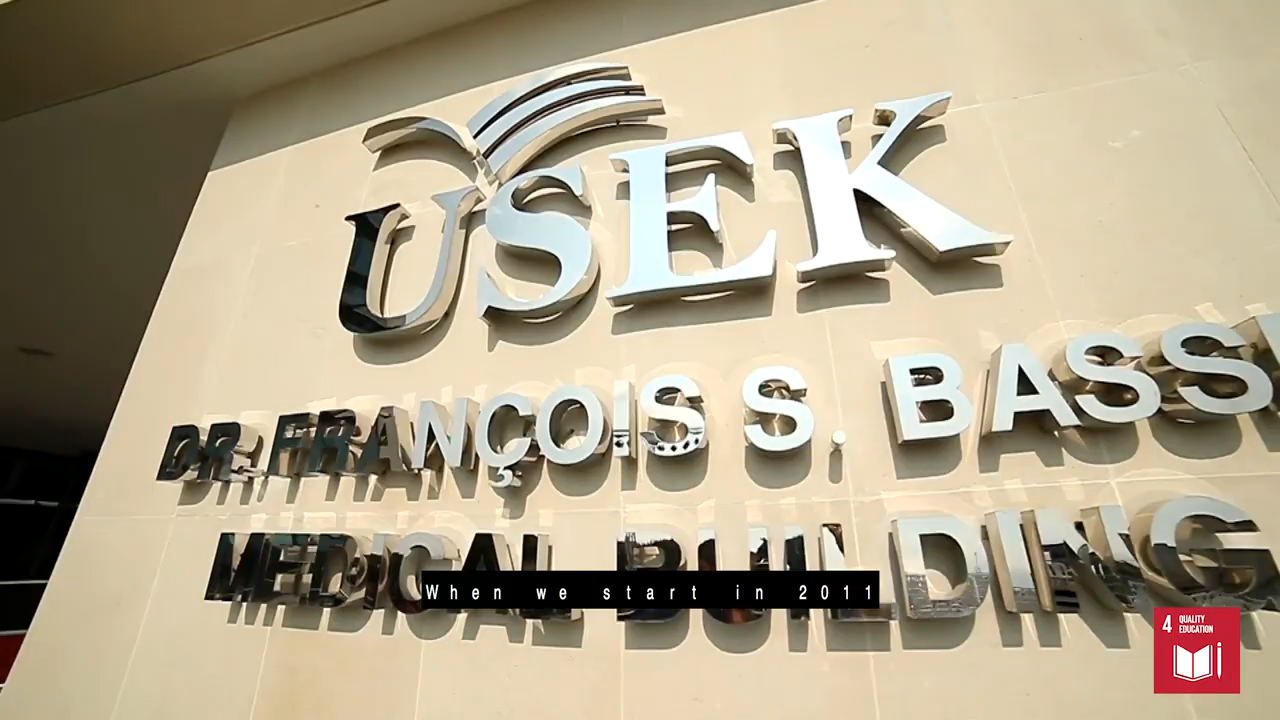 USEK
DR. FRANÇOIS S. BASS
MEDICAL BUILDING
When we start in 2011
4 QUALITY
EDUCATION